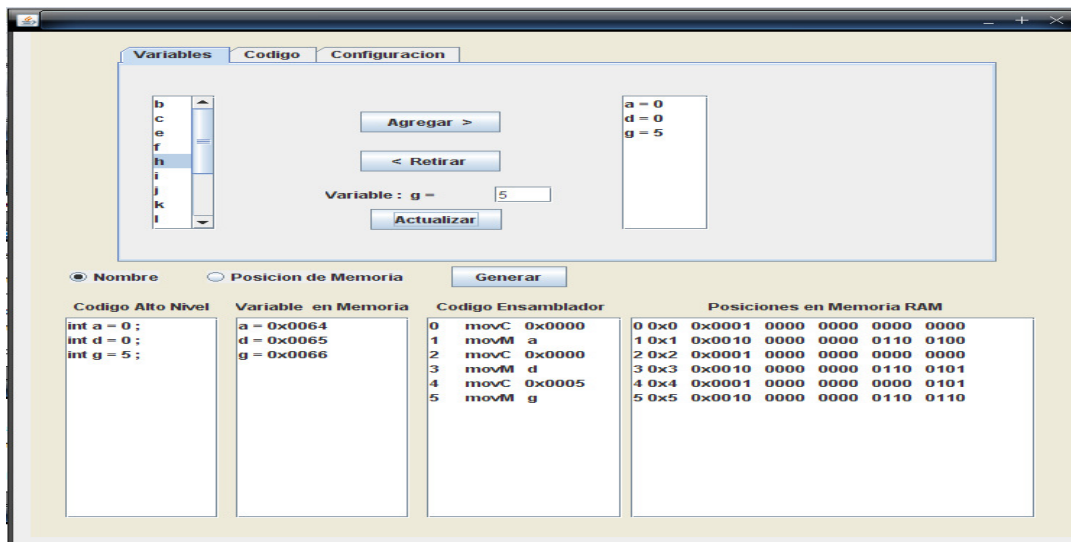 Variables Codigo Configuracion
b
c
e
f
h
i
j
k
l
Agregar >
< Retirar
Variable : g = 5
Actualizar
a = 0
d = 0
g = 5
Nombre Posicion de Memoria Generar
Codigo Alto Nivel Variable en Memoria Codigo Ensamblador Posiciones en Memoria RAM
int a = 0 ;
int d = 0;
int g = 5 ;
a = 0x0064
d = 0x0065
g = 0x0066
0 movC 0x0000
1 movM a
2 movC 0x0000
3 movM d
4 movC 0x0005
5 movM g
0 0x0 0x0001 0000 0000 0000 0000
1 0x1 0x0010 0000 0000 0110 0100
2 0x2 0x0001 0000 0000 0000 0000
3 0x3 0x0010 0000 0000 0110 0101
4 0x4 0x0001 0000 0000 0000 0101
5 0x5 0x0010 0000 0000 0110 0110